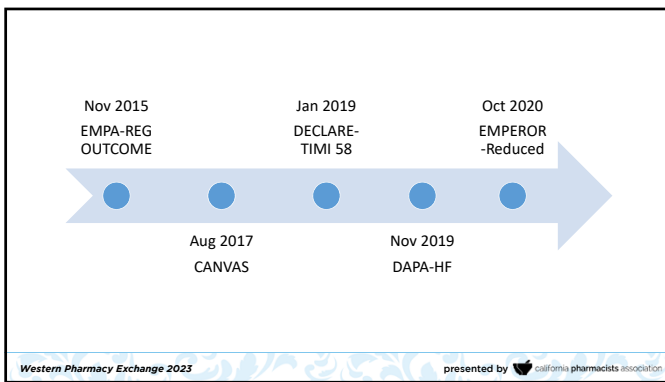 Nov 2015
EMPA-REG
OUTCOME
Aug 2017
CANVAS
Jan 2019
DECLARE-
TIMI 58
Nov 2019
DAPA-HF
Oct 2020
EMPEROR
-Reduced
Western Pharmacy Exchange 2023
presented by california pharmacists association